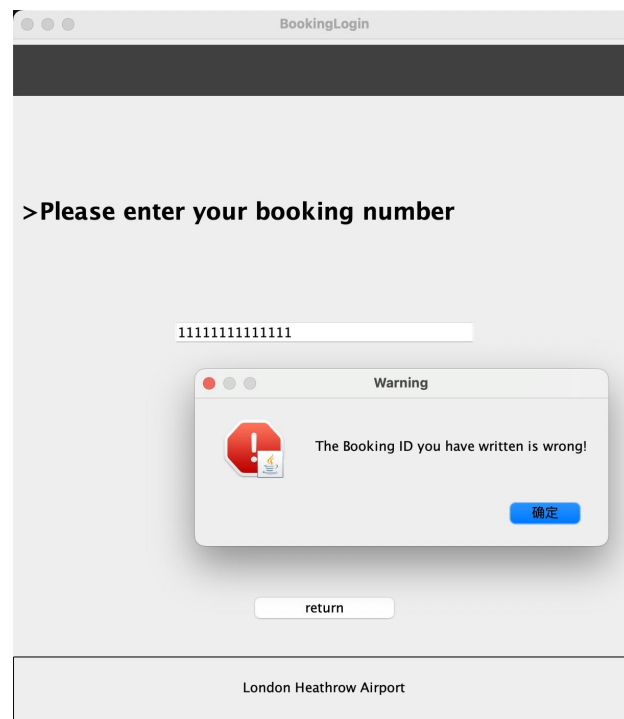 BookingLogin
>Please enter your booking number
11111111111111
Warning
The Booking ID you have written is wrong!
确定
return
London Heathrow Airport